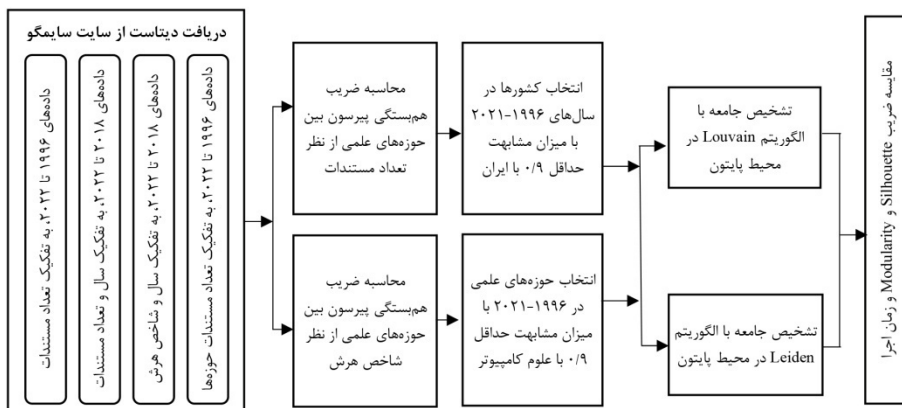 دریافت دیتاست از سایت سایمگو
داده‌های ۱۹۹۶ تا ۲۰۲۲، به تفکیک تعداد مستندات
داده‌های ۲۰۱۸ تا ۲۰۲۲، به تفکیک سال و تعداد مستندات
داده‌های ۲۰۱۸ تا ۲۰۲۲، به تفکیک سال و شاخص هرش
داده‌های ۱۹۹۶ تا ۲۰۲۲، به تفکیک تعداد مستندات حوزه‌ها
محاسبه ضریب
هم‌بستگی پیرسون بین
حوزه‌های علمی از نظر
تعداد مستندات
انتخاب کشورها در
سال‌های ۱۹۹۶-۲۰۲۱
با میزان مشابهت
حداقل ۰/۹ با ایران
محاسبه ضریب
هم‌بستگی پیرسون بین
حوزه‌های علمی از نظر
شاخص هرش
انتخاب حوزه‌های علمی
در ۱۹۹۶-۲۰۲۱ با
میزان مشابهت حداقل
۰/۹ با علوم کامپیوتر
تشخیص جامعه با
الگوریتم Louvain در
محیط پایتون
تشخیص جامعه با الگوریتم
Leiden در محیط پایتون
مقایسه ضریب Silhouette و Modularity و زمان اجرا